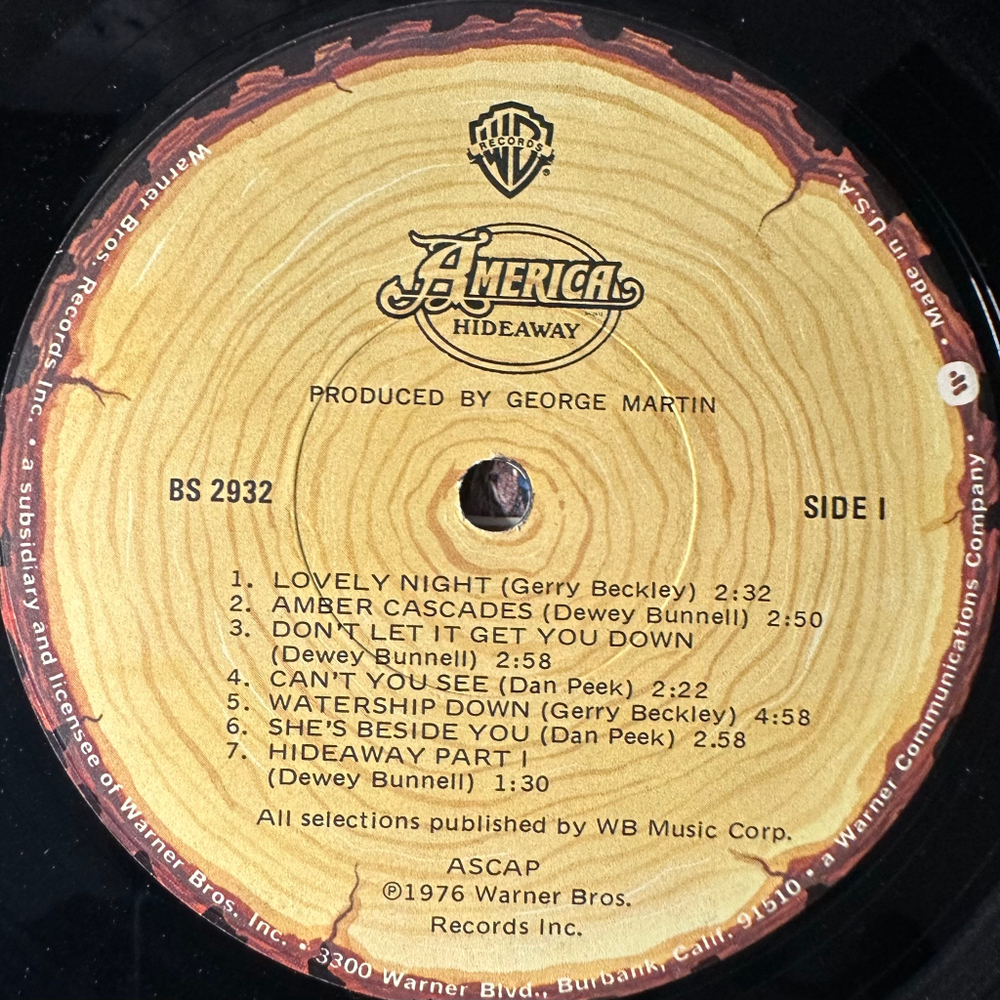 W
B
RECORDS
®
AMERICA
HIDEAWAY
PRODUCED BY GEORGE MARTIN
BS 2932
SIDE I
1. LOVELY NIGHT (Gerry Beckley) 2:32
2. AMBER CASCADES (Dewey Bunnell) 2:50
3. DON'T LET IT GET YOU DOWN
(Dewey Bunnell) 2:58
4. CAN'T YOU SEE (Dan Peek) 2:22
5. WATERSHIP DOWN (Gerry Beckley) 4:58
6. SHE'S BESIDE YOU (Dan Peek) 2.58
7. HIDEAWAY PART I
(Dewey Bunnell) 1:30
All selections published by WB Music Corp.
ASCAP
℗1976 Warner Bros.
Records Inc.
Warner Bros. Records Inc. • a subsidiary and licensee of Warner Bros. Inc. • 3300 Warner Blvd., Burbank, Calif. 91510 • a Warner Communications Company • Made in U.S.A.